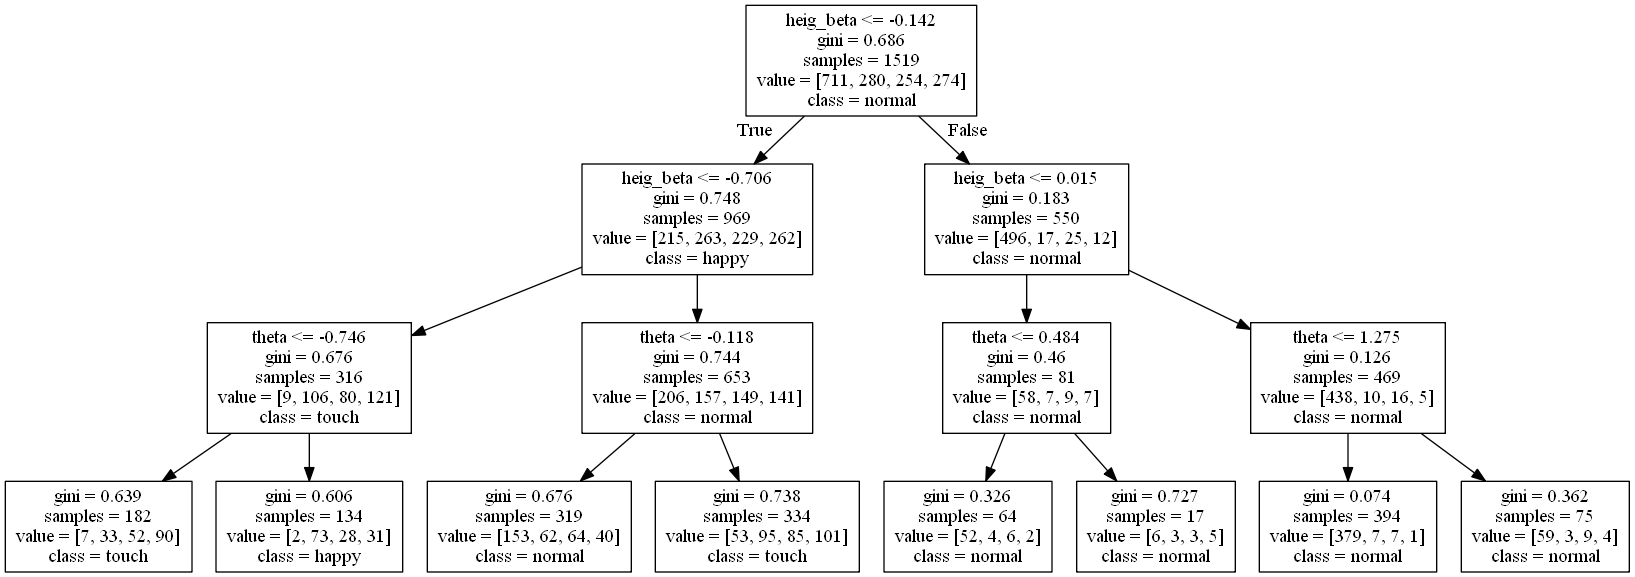 heig_beta <= -0.142
gini = 0.686
samples = 1519
value = [711, 280, 254, 274]
class = normal
True
False
heig_beta <= -0.706
gini = 0.748
samples = 969
value = [215, 263, 229, 262]
class = happy
heig_beta <= 0.015
gini = 0.183
samples = 550
value = [496, 17, 25, 12]
class = normal
theta <= -0.746
gini = 0.676
samples = 316
value = [9, 106, 80, 121]
class = touch
theta <= -0.118
gini = 0.744
samples = 653
value = [206, 157, 149, 141]
class = normal
theta <= 0.484
gini = 0.46
samples = 81
value = [58, 7, 9, 7]
class = normal
theta <= 1.275
gini = 0.126
samples = 469
value = [438, 10, 16, 5]
class = normal
gini = 0.639
samples = 182
value = [7, 33, 52, 90]
class = touch
gini = 0.606
samples = 134
value = [2, 73, 28, 31]
class = happy
gini = 0.676
samples = 319
value = [153, 62, 64, 40]
class = normal
gini = 0.738
samples = 334
value = [53, 95, 85, 101]
class = touch
gini = 0.326
samples = 64
value = [52, 4, 6, 2]
class = normal
gini = 0.727
samples = 17
value = [6, 3, 3, 5]
class = normal
gini = 0.074
samples = 394
value = [379, 7, 7, 1]
class = normal
gini = 0.362
samples = 75
value = [59, 3, 9, 4]
class = normal